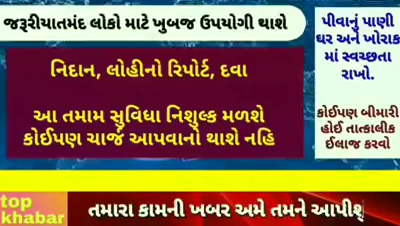 જરૂરીયાતમંદ લોકો માટે ખુબજ ઉપયોગી થાશે
નિદાન, લોહીનો રિપોર્ટ, દવા
આ તમામ સુવિધા નિશુલ્ક મળશે
કોઈપણ ચાર્જ આપવાનો થાશે નહિ
પીવાનું પાણી
ઘર અને ખોરાક
માં સ્વચ્છતા
રાખો.
કોઈપણ બીમારી
હોઈ તાત્કાલીક
ઈલાજ કરવો
top
khabar
તમારા કામની ખબર અમે તમને આપીશ્